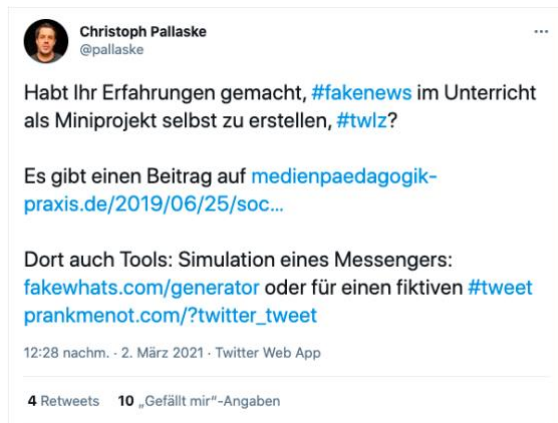 Christoph Pallaske
@pallaske
Habt Ihr Erfahrungen gemacht, #fakenews im Unterricht
als Miniprojekt selbst zu erstellen, #twlz?
Es gibt einen Beitrag auf medienpaedagogik-
praxis.de/2019/06/25/soc...
Dort auch Tools: Simulation eines Messengers:
fakewhats.com/generator oder für einen fiktiven #tweet
prankmenot.com/?twitter_tweet
12:28 nachm. · 2. März 2021 · Twitter Web App
4 Retweets 10 „Gefällt mir“-Angaben